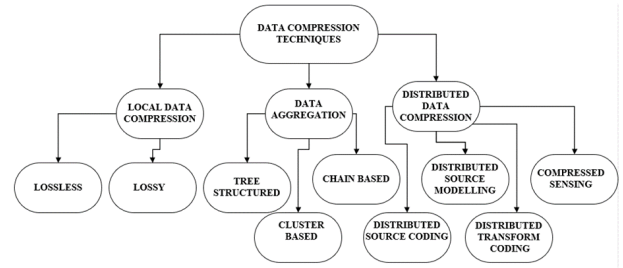 DATA COMPRESSION
TECHNIQUES
LOCAL DATA
COMPRESSION
DATA
AGGREGATION
DISTRIBUTED
DATA
COMPRESSION
LOSSLESS
LOSSY
TREE
STRUCTURED
CHAIN BASED
DISTRIBUTED
SOURCE
MODELLING
COMPRESSED
SENSING
CLUSTER
BASED
DISTRIBUTED
SOURCE CODING
DISTRIBUTED
TRANSFORM
CODING